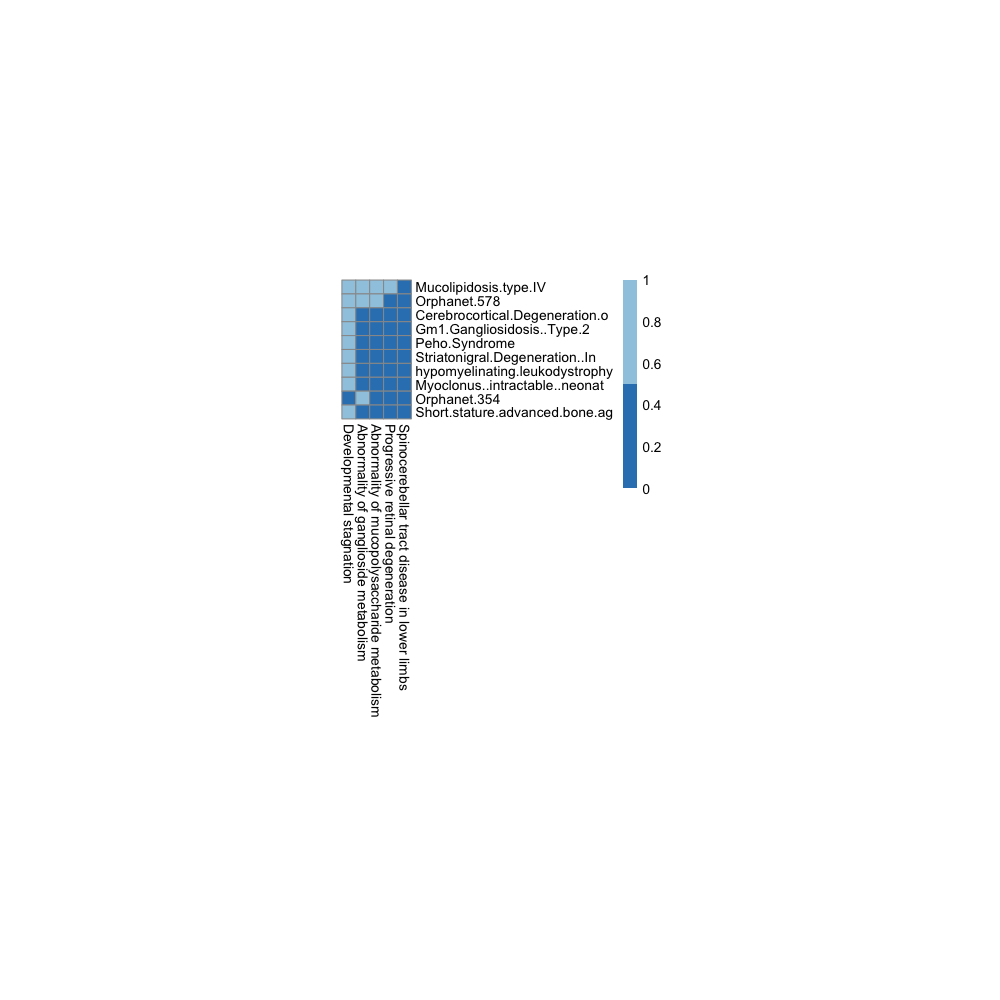 Mucolipidosis.type.IV
Orphanet.578
Cerebrocortical.Degeneration.o
Gm1.Gangliosidosis..Type.2
Peho.Syndrome
Striatonigral.Degeneration..In
hypomyelinating.leukodystrophy
Myoclonus..intractable..neonat
Orphanet.354
Short.stature.advanced.bone.ag
1
0.8
0.6
0.4
0.2
0
Developmental stagnation
Abnormality of ganglioside metabolism
Abnormality of mucopolysaccharide metabolism
Progressive retinal degeneration
Spinocerebellar tract disease in lower limbs